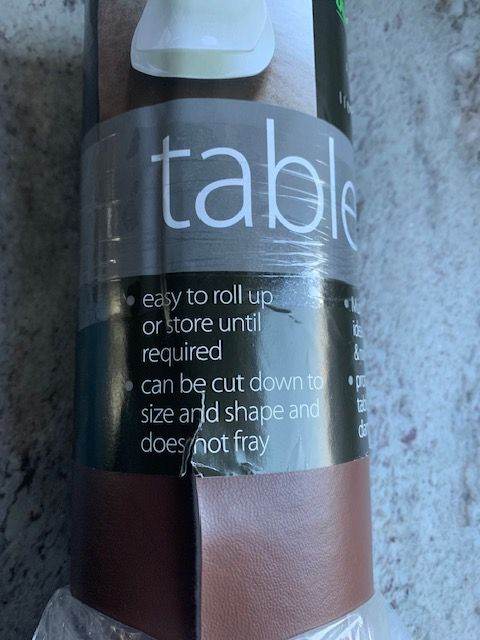 table
• easy to roll up
or store until
required
• can be cut down to
size and shape and
does not fray